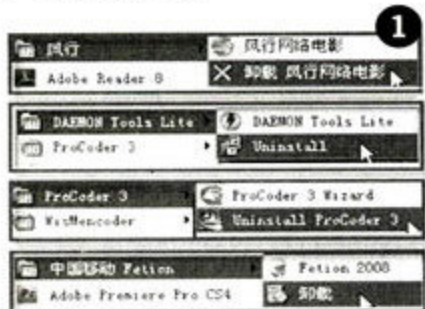 1
风行 风行网络电影
Adobe Reader 8 卸载 风行网络电影
DAEMON Tools Lite DAEMON Tools Lite
ProCoder 3 Uninstall
ProCoder 3 ProCoder 3 Wizard
WisMencoder Uninstall ProCoder 3
中国移动 Fetion Fetion 2008
Adobe Premiere Pro CS4 卸载